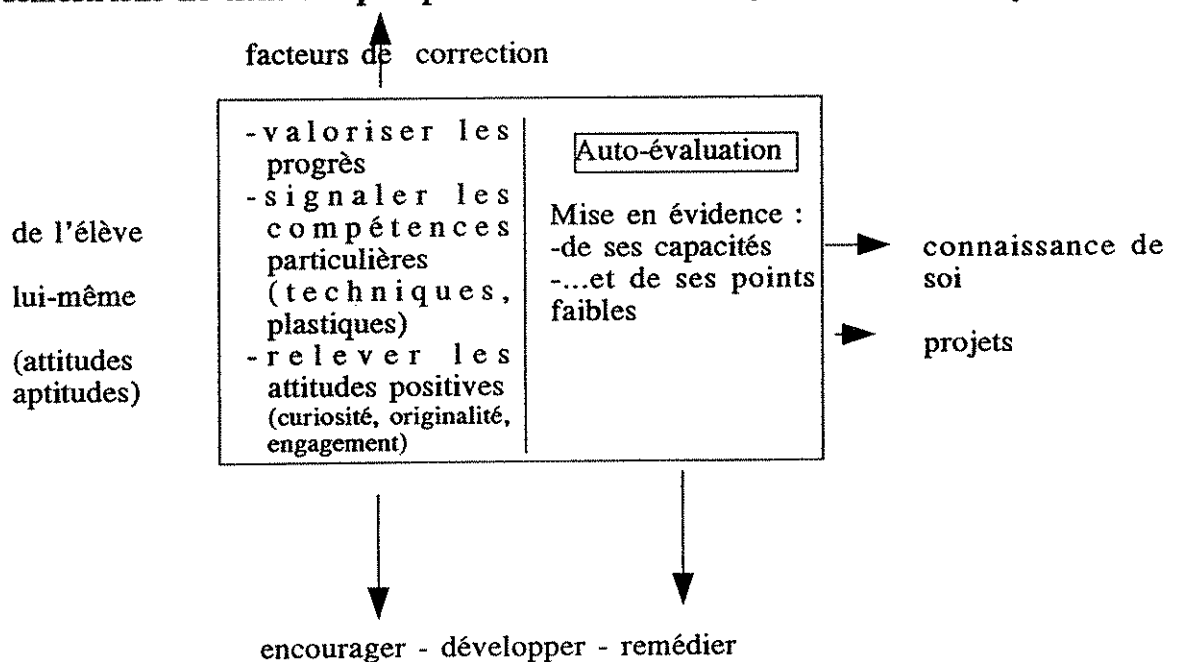 facteurs de correction
-valoriser les
progrès
-signaler les
compétences
particulières
(techniques,
plastiques)
-relever les
attitudes positives
(curiosité, originalité,
engagement)
Auto-évaluation
Mise en évidence :
-de ses capacités
-...et de ses points
faibles
de l'élève
lui-même
(attitudes
aptitudes)
connaissance de
soi
projets
encourager - développer - remédier